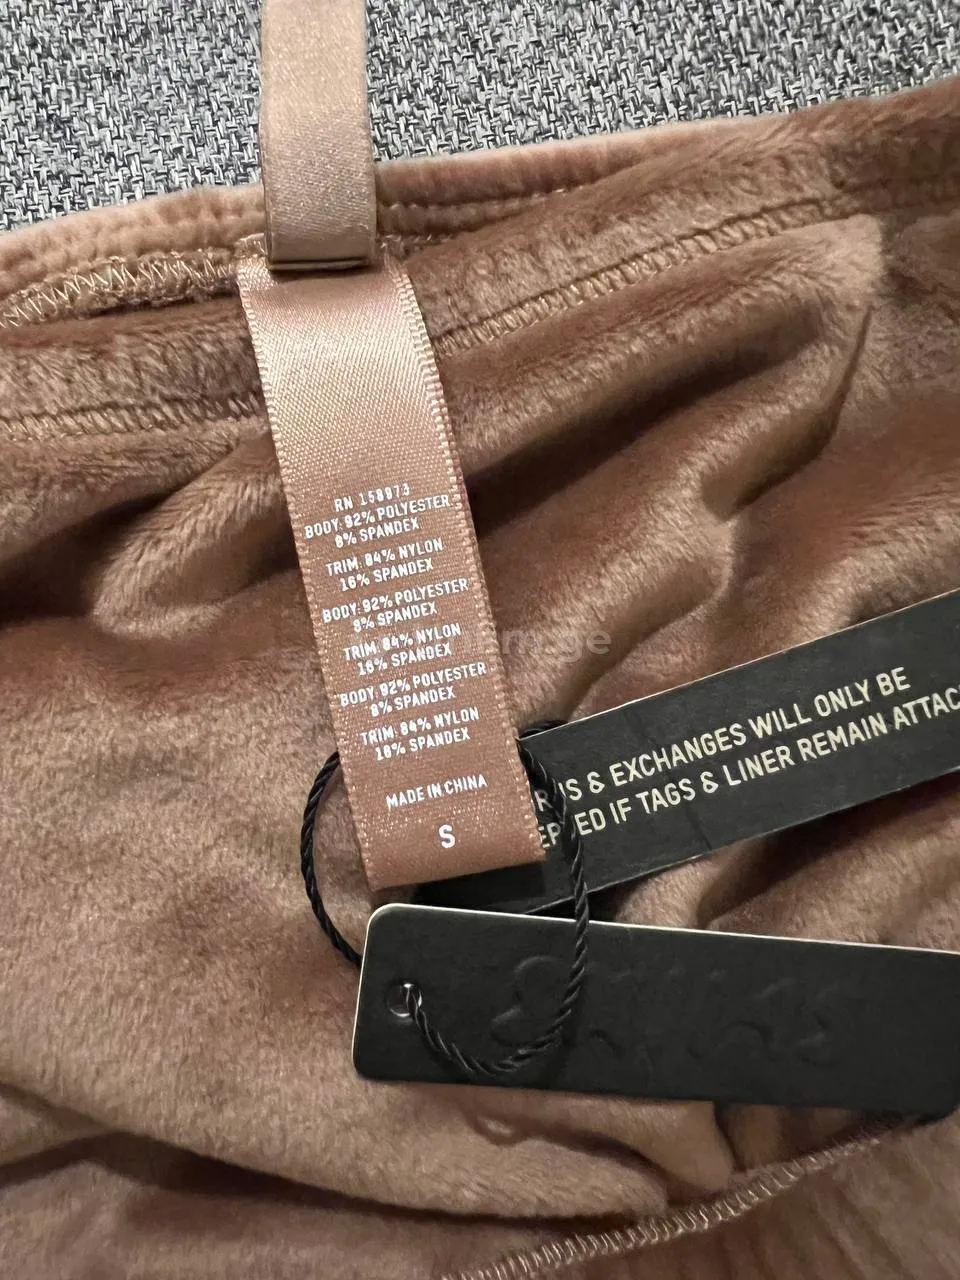 RN 158973
BODY: 92% POLYESTER
8% SPANDEX
TRIM: 84% NYLON
16% SPANDEX
BODY: 92% POLYESTER
8% SPANDEX
TRIM: 84% NYLON
16% SPANDEX
BODY: 92% POLYESTER
8% SPANDEX
TRIM: 84% NYLON
16% SPANDEX
MADE IN CHINA
S
& EXCHANGES WILL ONLY BE
IF TAGS & LINER REMAIN